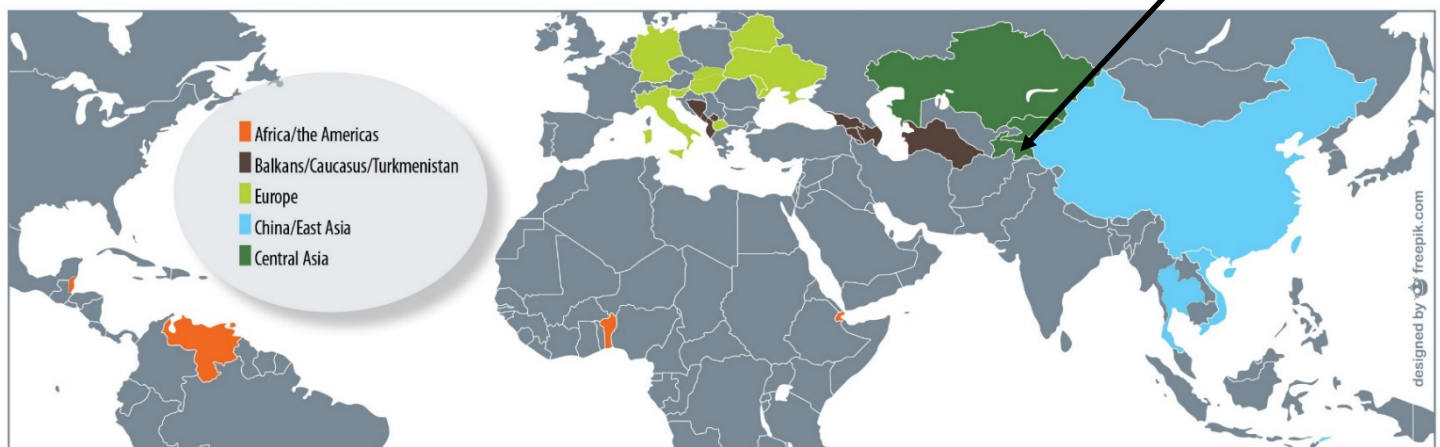 Africa/the Americas
Balkans/Caucasus/Turkmenistan
Europe
China/East Asia
Central Asia
designed by freepik.com